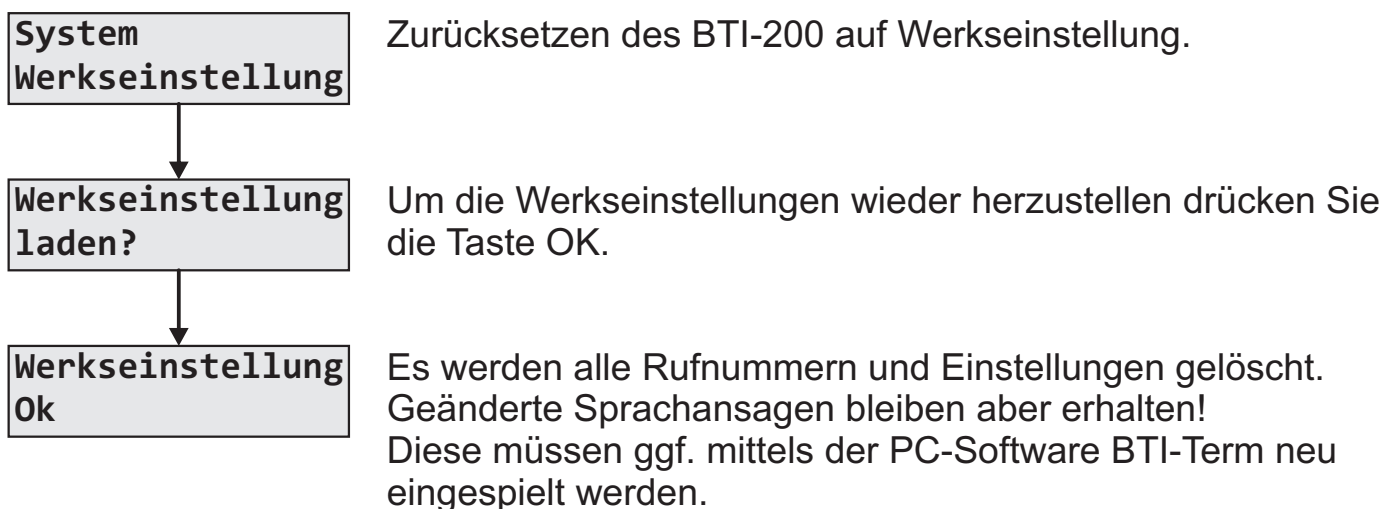 System
Werkseinstellung
Zurücksetzen des BTI-200 auf Werkseinstellung.
Werkseinstellung
laden?
Um die Werkseinstellungen wieder herzustellen drücken Sie
die Taste OK.
Werkseinstellung
Ok
Es werden alle Rufnummern und Einstellungen gelöscht.
Geänderte Sprachansagen bleiben aber erhalten!
Diese müssen ggf. mittels der PC-Software BTI-Term neu
eingespielt werden.